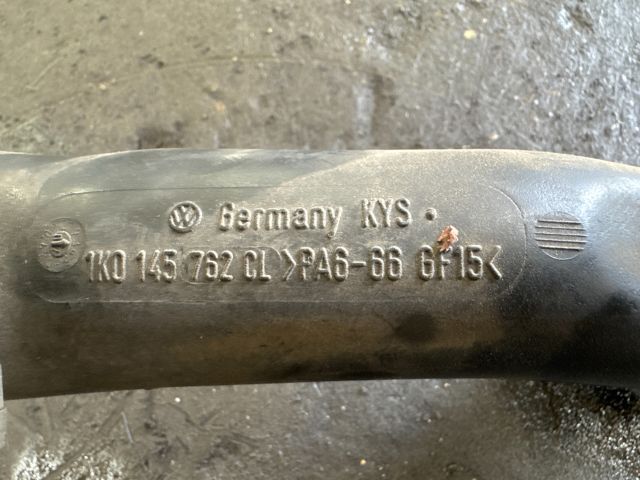 Germany KYS
1K0 145 762 CL >PA6-66 GF15<